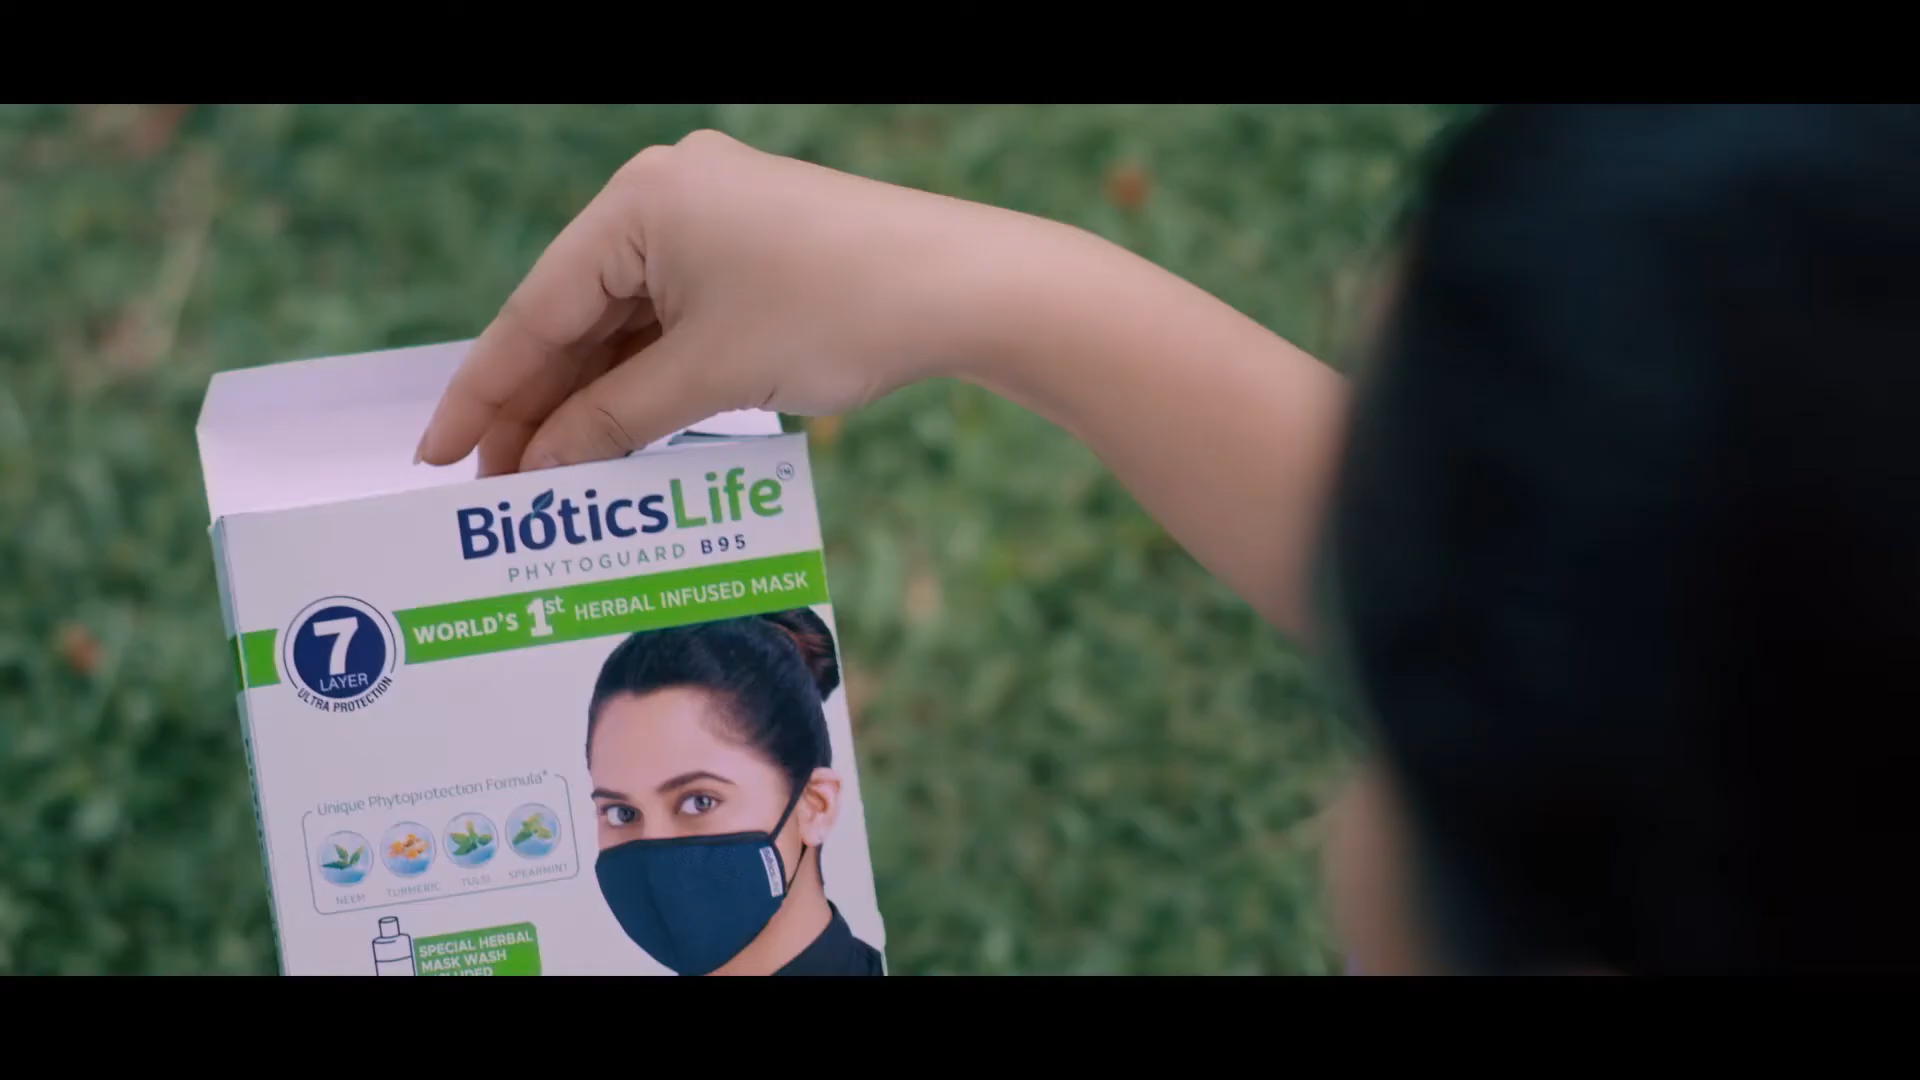 BioticsLife™
PHYTOGUARD B95
WORLD'S 1st HERBAL INFUSED MASK
7
LAYER
ULTRA PROTECTION
Unique Phytoprotection Formula*
NEEM TURMERIC TULSI SPEARMINT
SPECIAL HERBAL
MASK WASH